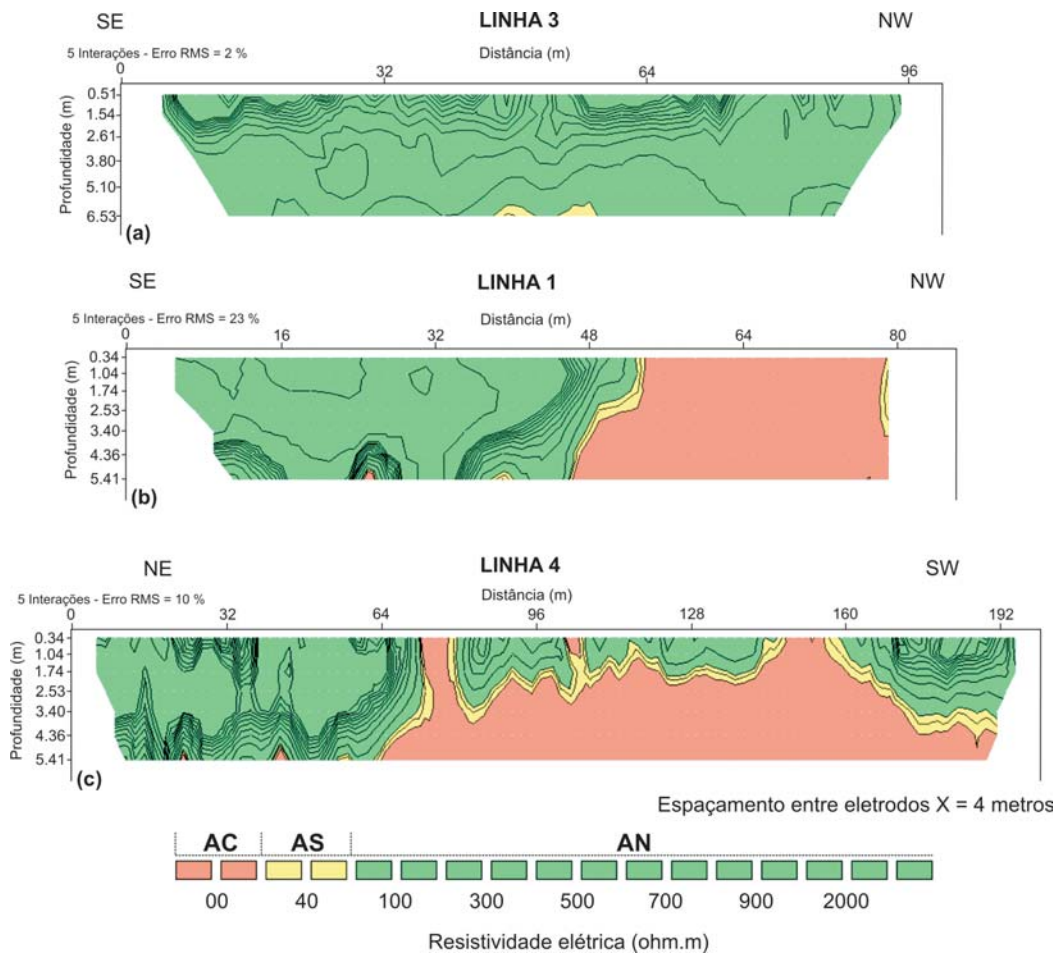 SE LINHA 3 NW
5 Interações - Erro RMS = 2 %
Distância (m)
0 32 64 96
Profundidade (m)
0.51
1.54
2.61
3.80
5.10
6.53
(a)
SE LINHA 1 NW
5 Interações - Erro RMS = 23 %
Distância (m)
0 16 32 48 64 80
Profundidade (m)
0.34
1.04
1.74
2.53
3.40
4.36
5.41
(b)
NE LINHA 4 SW
5 Interações - Erro RMS = 10 %
Distância (m)
0 32 64 96 128 160 192
Profundidade (m)
0.34
1.04
1.74
2.53
3.40
4.36
5.41
(c)
Espaçamento entre eletrodos X = 4 metros
AC AS AN
00 40 100 300 500 700 900 2000
Resistividade elétrica (ohm.m)